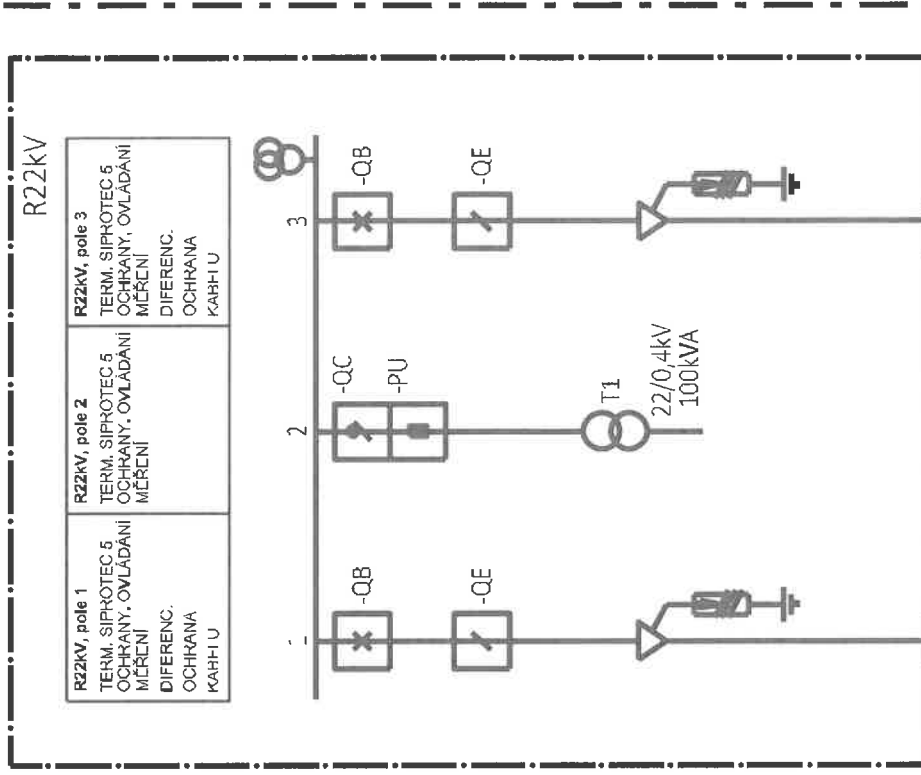 R22kV
R22kV, pole 1
TERM. SIPROTEC 5
OCHRANY, OVLÁDÁNÍ
MĚŘENÍ
DIFERENC.
OCHRANA
KABELU
R22kV, pole 2
TERM. SIPROTEC 5
OCHRANY, OVLÁDÁNÍ
MĚŘENÍ
R22kV, pole 3
TERM. SIPROTEC 5
OCHRANY, OVLÁDÁNÍ
MĚŘENÍ
DIFERENC.
OCHRANA
KABELU
1
-QB
-QE
2
-QC
-PU
T1
22/0,4kV
100kVA
3
-QB
-QE